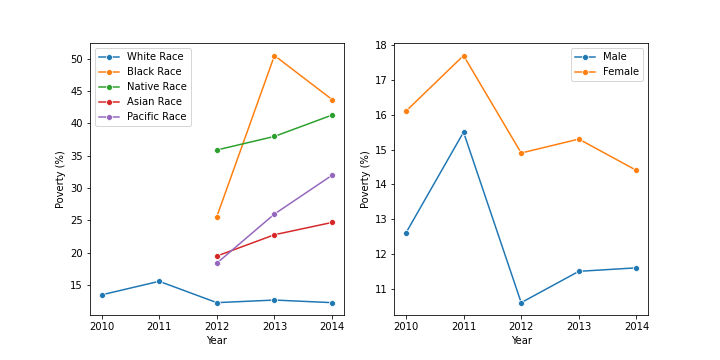 50
45
40
35
30
25
20
15
Poverty (%)
2010 2011 2012 2013 2014
Year
White Race
Black Race
Native Race
Asian Race
Pacific Race
18
17
16
15
14
13
12
11
Poverty (%)
2010 2011 2012 2013 2014
Year
Male
Female